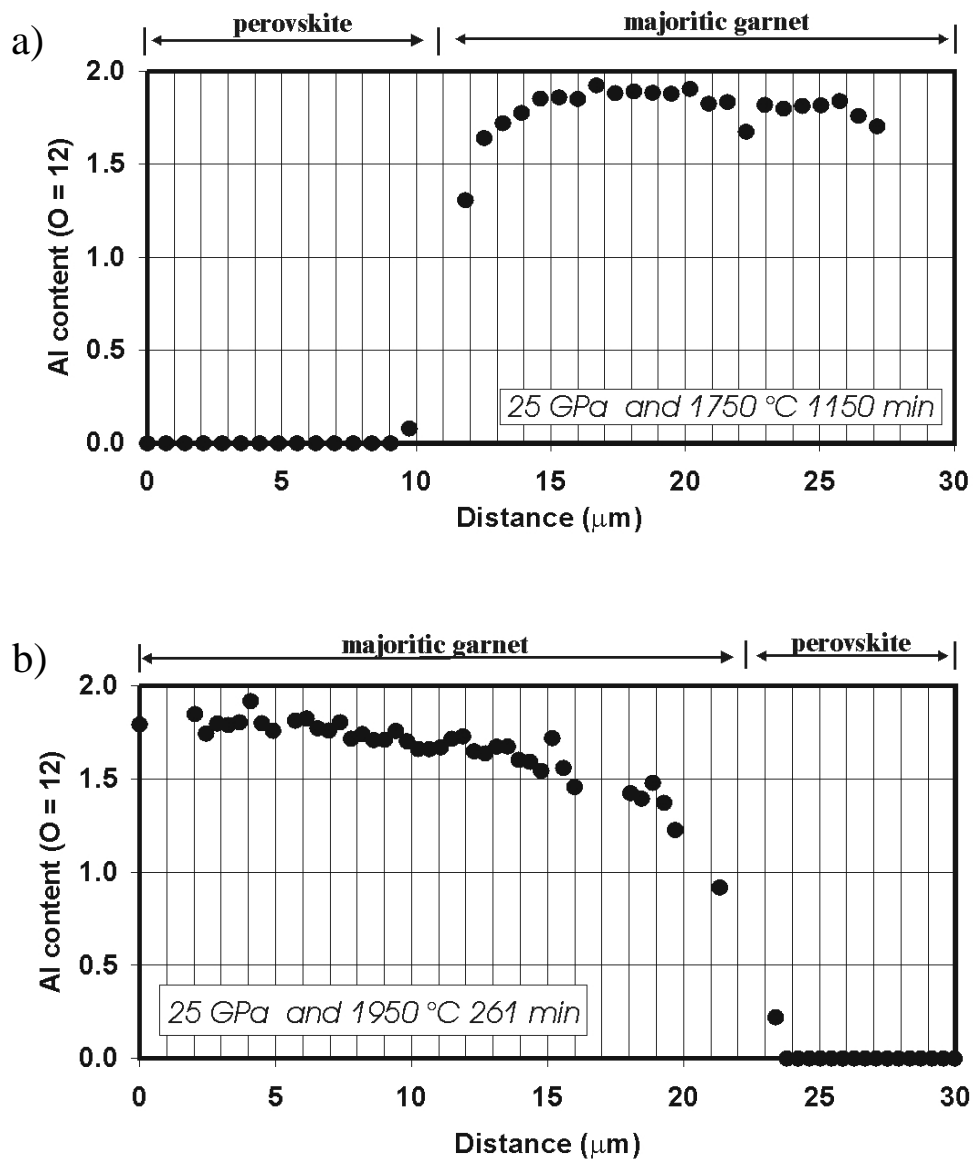 a)
perovskite
majoritic garnet
2.0
1.5
1.0
0.5
0.0
Al content (O = 12)
25 GPa and 1750 °C 1150 min
0 5 10 15 20 25 30
Distance (μm)
b)
majoritic garnet
perovskite
2.0
1.5
1.0
0.5
0.0
Al content (O = 12)
25 GPa and 1950 °C 261 min
0 5 10 15 20 25 30
Distance (μm)